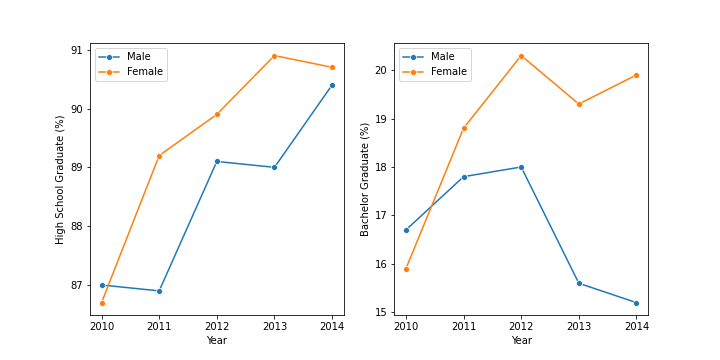 Male
Female
91
90
89
88
87
High School Graduate (%)
2010 2011 2012 2013 2014
Year
Male
Female
20
19
18
17
16
15
Bachelor Graduate (%)
2010 2011 2012 2013 2014
Year